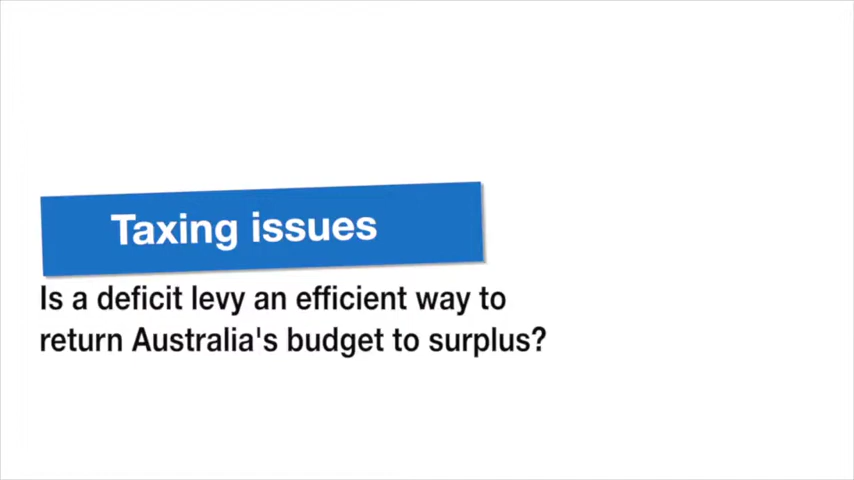 Taxing issues
Is a deficit levy an efficient way to
return Australia's budget to surplus?